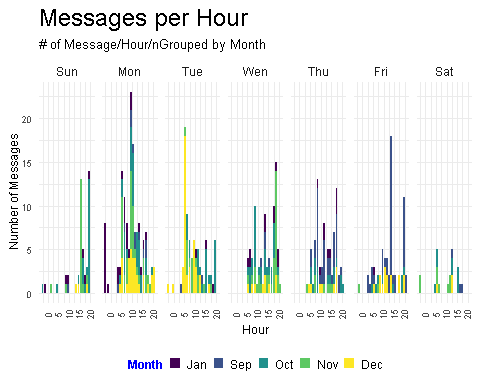 Messages per Hour
# of Message/Hour/nGrouped by Month
Sun Mon Tue Wen Thu Fri Sat
Number of Messages
20
15
10
5
0
0 5 10 15 20 0 5 10 15 20 0 5 10 15 20 0 5 10 15 20 0 5 10 15 20 0 5 10 15 20 0 5 10 15 20
Hour
Month Jan Sep Oct Nov Dec